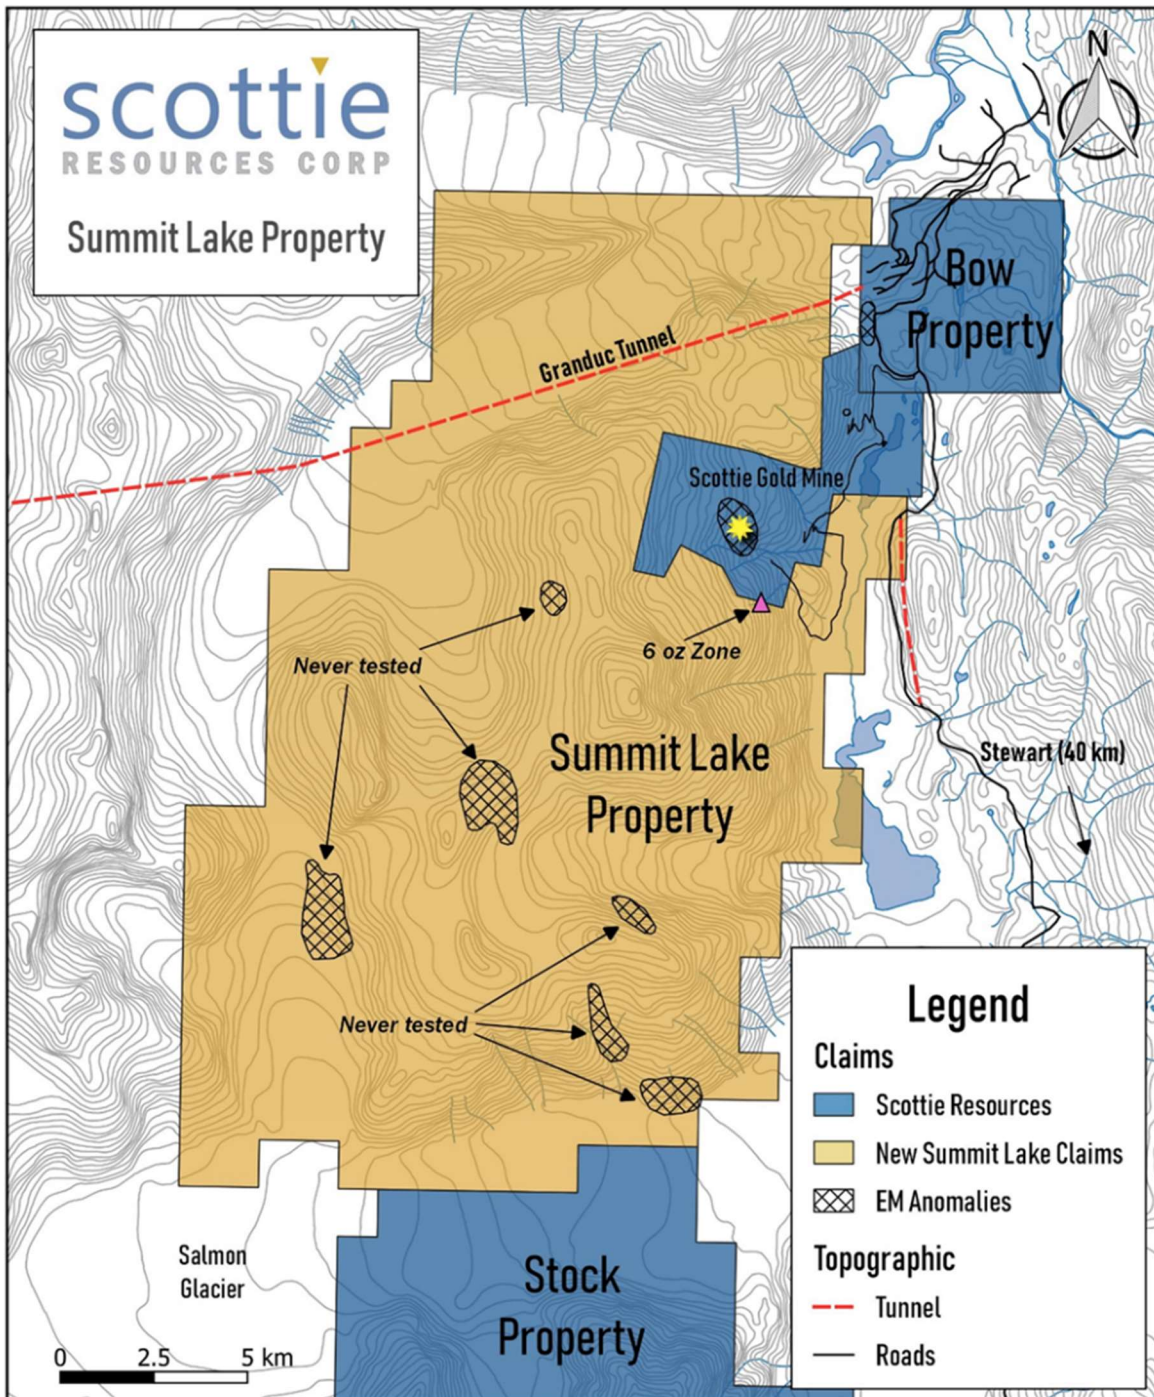 scottie
RESOURCES CORP
Summit Lake Property
N
Bow
Property
Granduc Tunnel
Scottie Gold Mine
6 oz Zone
Never tested
Summit Lake
Property
Stewart (40 km)
Never tested
Salmon
Glacier
Stock
Property
0 2.5 5 km
Legend
Claims
Scottie Resources
New Summit Lake Claims
EM Anomalies
Topographic
Tunnel
Roads